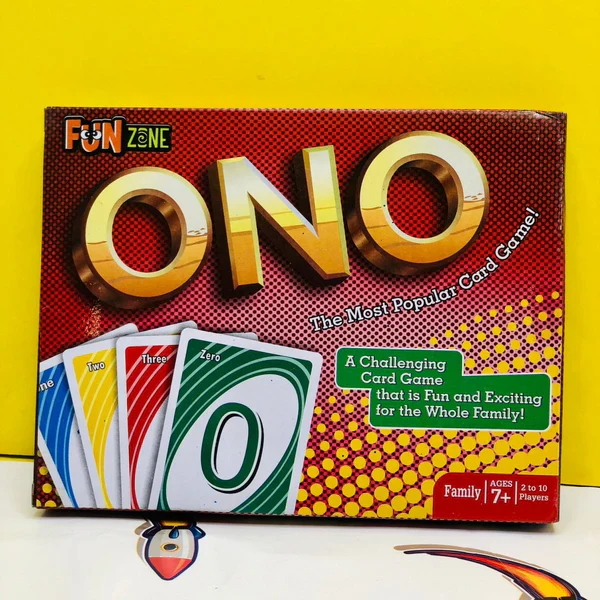 FUN ZONE
ONO
The Most Popular Card Game!
ne
Two
Three
Zero
0
A Challenging
Card Game
that is Fun and Exciting
for the Whole Family!
Family
AGES
7+
2 to 10
Players